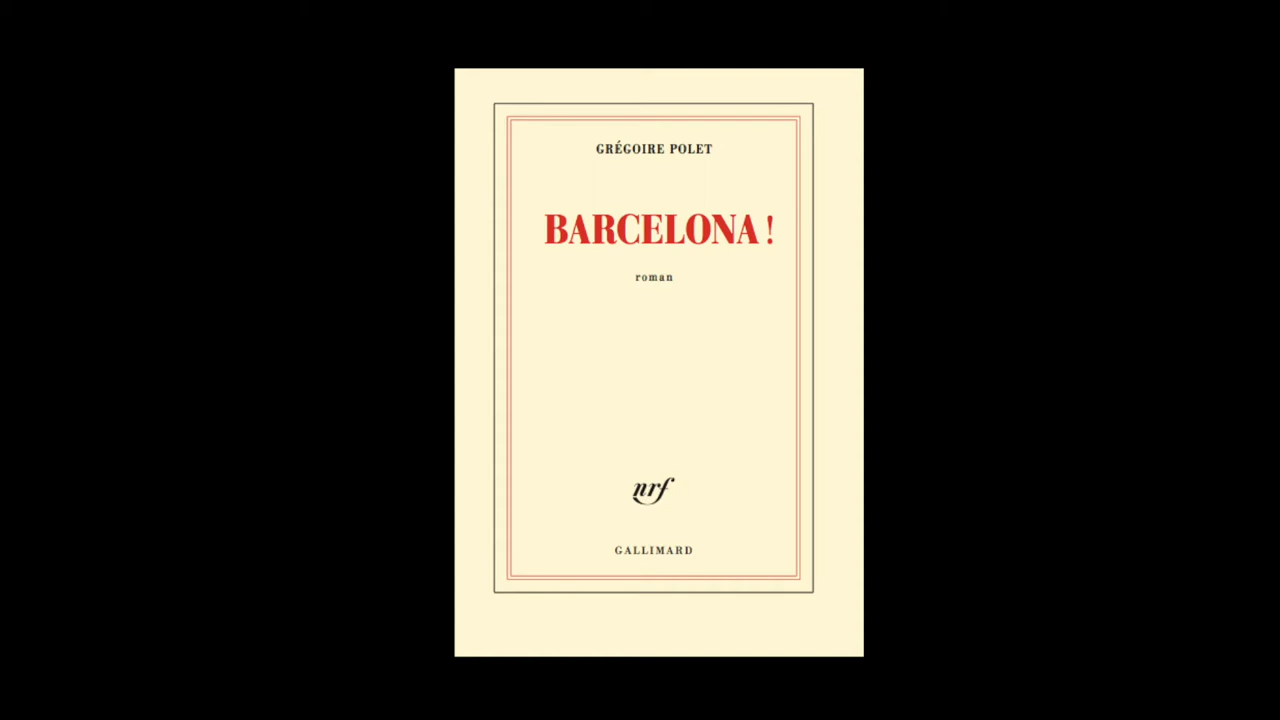 GRÉGOIRE POLET
BARCELONA !
roman
nrf
GALLIMARD